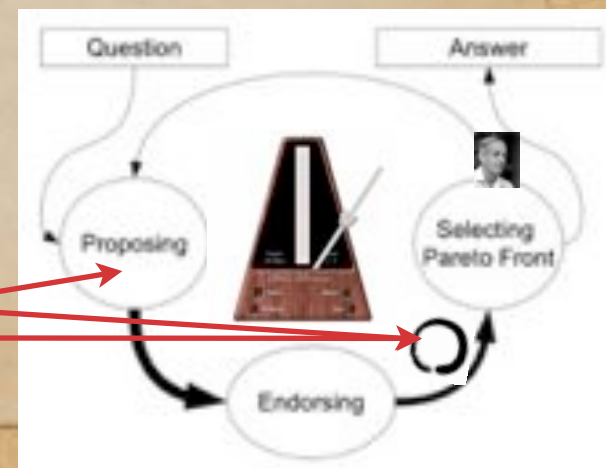 Question
Answer
Proposing
Selecting
Pareto Front
Endorsing